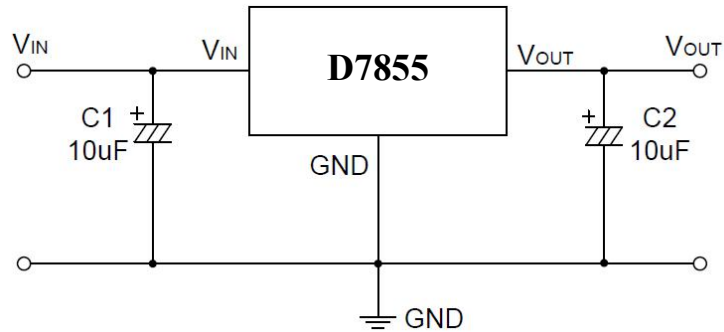 VIN
VIN
D7855
VOUT
VOUT
+
C1
10uF
GND
+
C2
10uF
GND